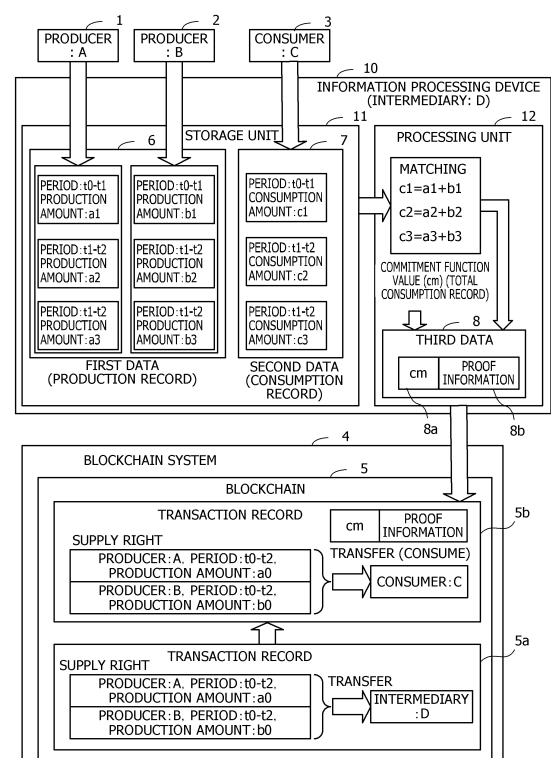 1
2
3
PRODUCER
: A
PRODUCER
: B
CONSUMER
: C
10
INFORMATION PROCESSING DEVICE
(INTERMEDIARY: D)
11
STORAGE UNIT
6
7
PERIOD:t0-t1
PRODUCTION
AMOUNT:a1
PERIOD:t1-t2
PRODUCTION
AMOUNT:a2
PERIOD:t1-t2
PRODUCTION
AMOUNT:a3
PERIOD:t0-t1
PRODUCTION
AMOUNT:b1
PERIOD:t1-t2
PRODUCTION
AMOUNT:b2
PERIOD:t1-t2
PRODUCTION
AMOUNT:b3
FIRST DATA
(PRODUCTION RECORD)
PERIOD:t0-t1
CONSUMPTION
AMOUNT:c1
PERIOD:t1-t2
CONSUMPTION
AMOUNT:c2
PERIOD:t1-t2
CONSUMPTION
AMOUNT:c3
SECOND DATA
(CONSUMPTION
RECORD)
12
PROCESSING UNIT
MATCHING
c1=a1+b1
c2=a2+b2
c3=a3+b3
COMMITMENT FUNCTION
VALUE (cm) (TOTAL
CONSUMPTION RECORD)
8
THIRD DATA
cm
PROOF
INFORMATION
8a
8b
4
BLOCKCHAIN SYSTEM
5
BLOCKCHAIN
5b
TRANSACTION RECORD
cm
PROOF
INFORMATION
SUPPLY RIGHT
PRODUCER:A, PERIOD:t0-t2,
PRODUCTION AMOUNT:a0
PRODUCER:B, PERIOD:t0-t2,
PRODUCTION AMOUNT:b0
TRANSFER (CONSUME)
CONSUMER:C
5a
TRANSACTION RECORD
SUPPLY RIGHT
PRODUCER:A, PERIOD:t0-t2,
PRODUCTION AMOUNT:a0
PRODUCER:B, PERIOD:t0-t2,
PRODUCTION AMOUNT:b0
TRANSFER
INTERMEDIARY
:D